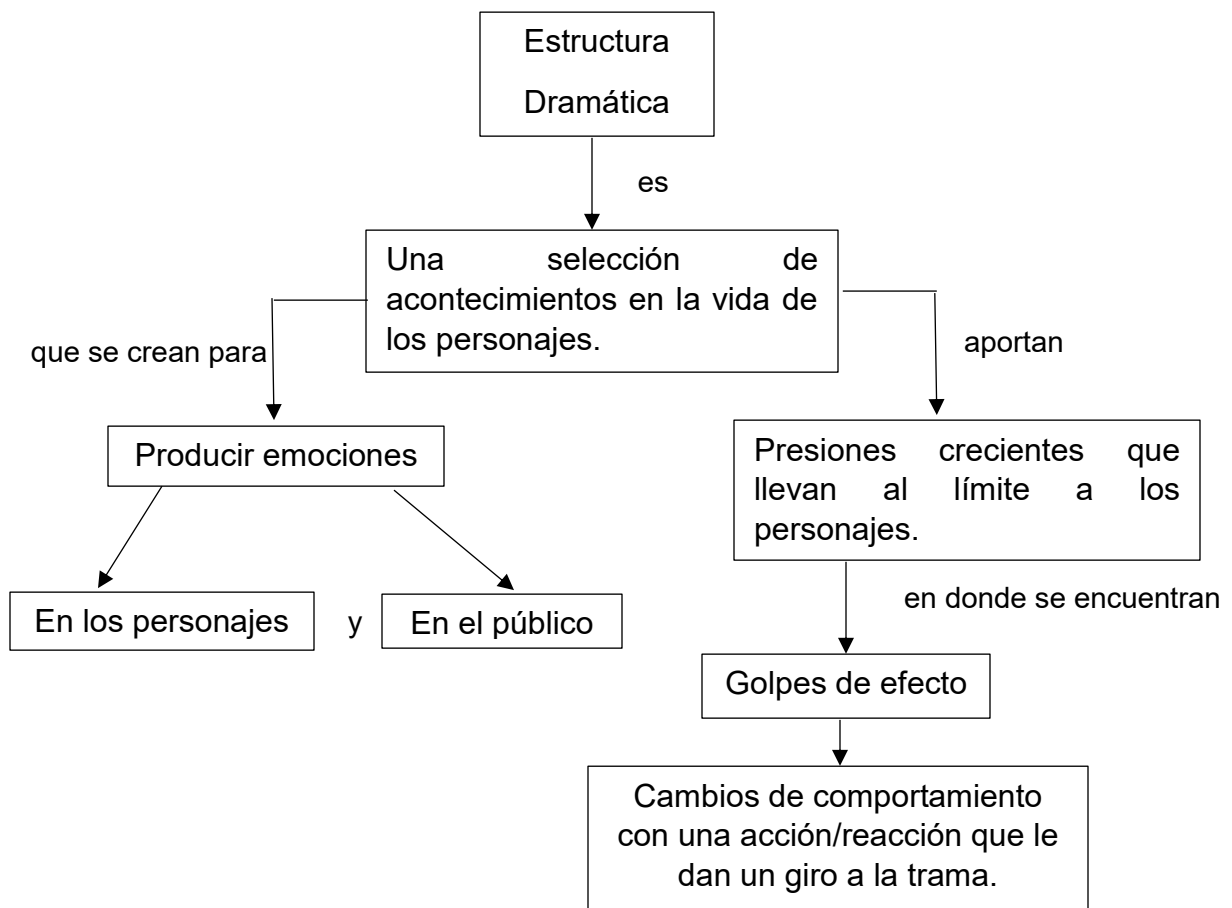 Estructura
Dramática
es
Una selección de
acontecimientos en la vida de
los personajes.
que se crean para
aportan
Producir emociones
Presiones crecientes que
llevan al límite a los
personajes.
En los personajes
y
En el público
en donde se encuentran
Golpes de efecto
Cambios de comportamiento
con una acción/reacción que le
dan un giro a la trama.